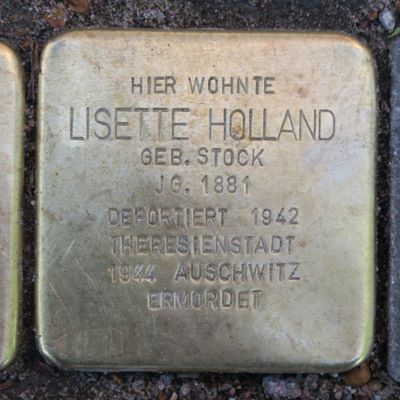 HIER WOHNTE
LISETTE HOLLAND
GEB. STOCK
JG. 1881
DEPORTIERT 1942
THERESIENSTADT
1944 AUSCHWITZ
ERMORDET